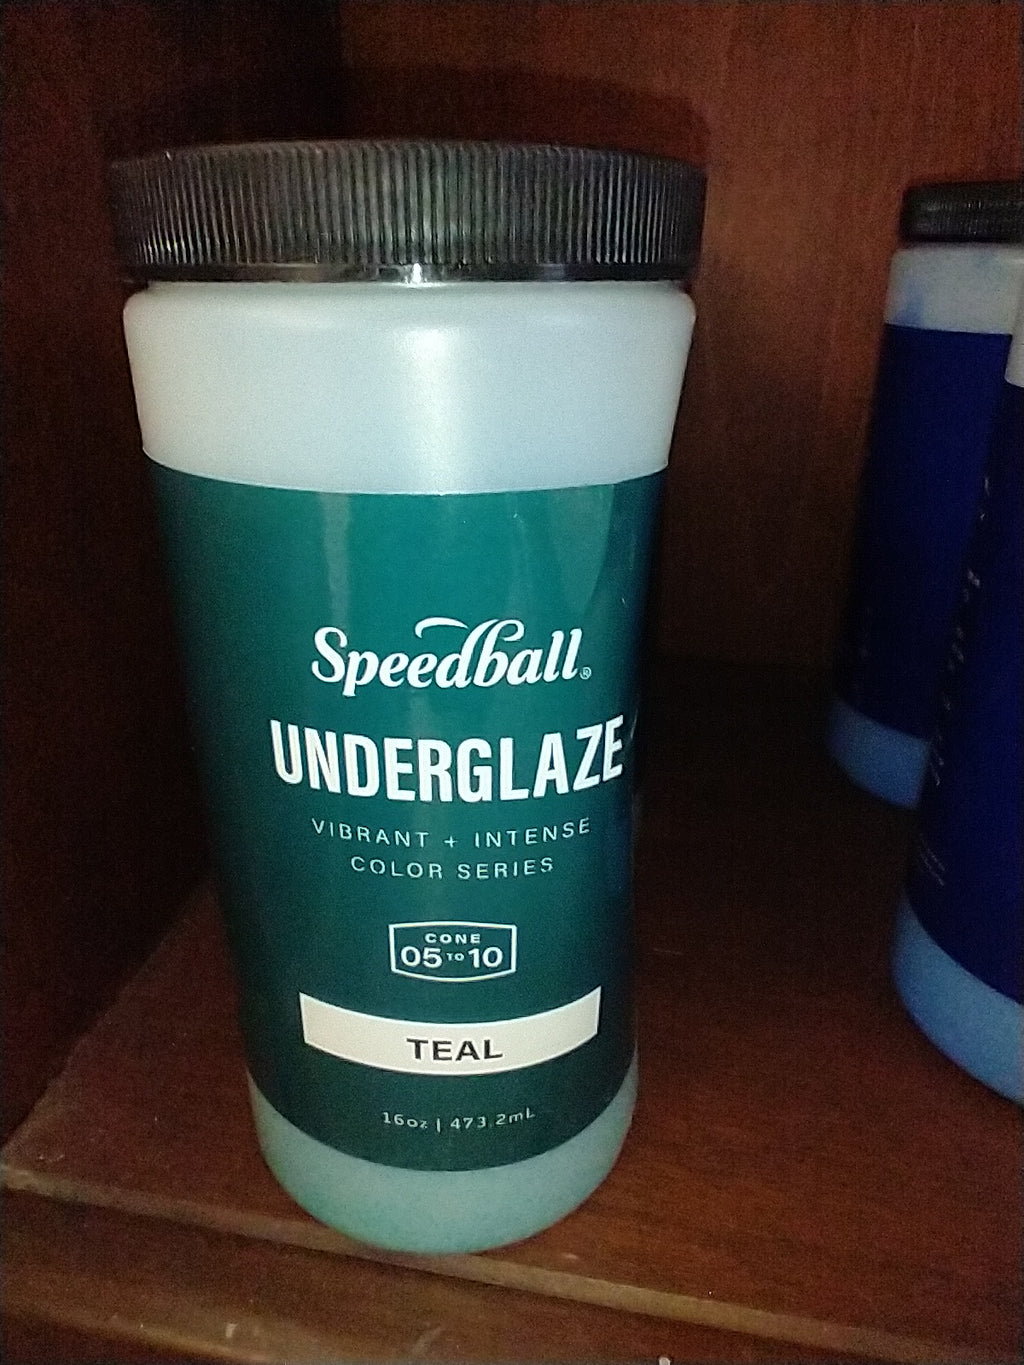 Speedball®
UNDERGLAZE
VIBRANT + INTENSE
COLOR SERIES
CONE
05 TO 10
TEAL
16oz | 473.2mL